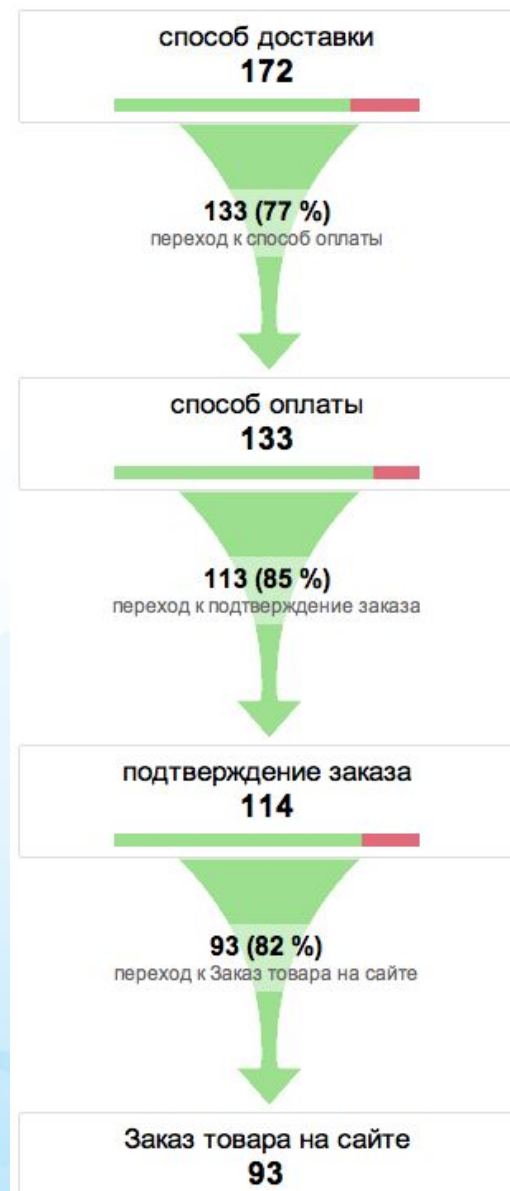 способ доставки
172
133 (77 %)
переход к способ оплаты
способ оплаты
133
113 (85 %)
переход к подтверждение заказа
подтверждение заказа
114
93 (82 %)
переход к Заказ товара на сайте
Заказ товара на сайте
93